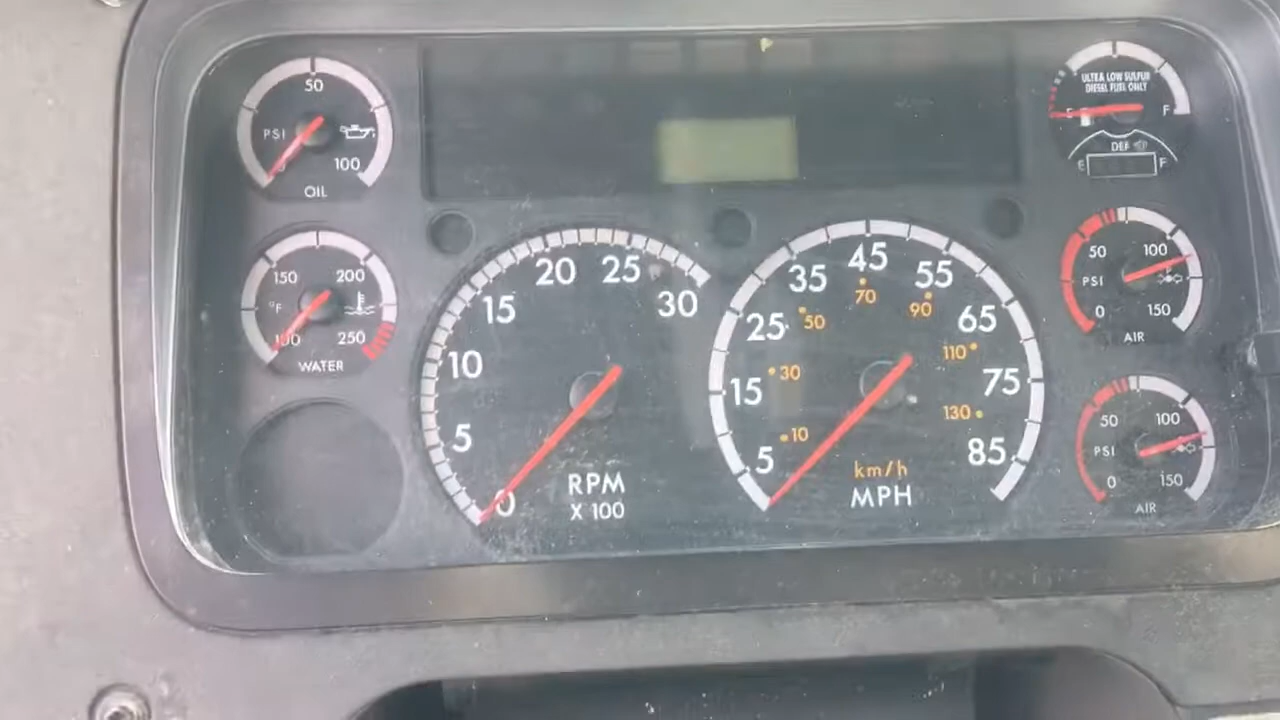 50
PSI
0
100
OIL
150
200
°F
100
250
WATER
0
5
10
15
20
25
30
RPM
X 100
5
15
25
35
45
55
65
75
85
10
30
50
70
90
110
130
km/h
MPH
ULTRA LOW SULFUR
DIESEL FUEL ONLY
E
F
DEF
E
F
50
100
PSI
0
150
AIR
50
100
PSI
0
150
AIR